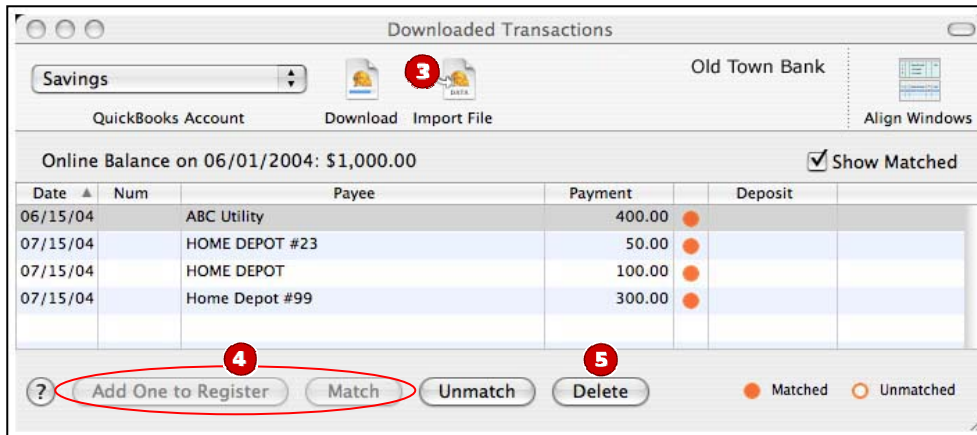 Downloaded Transactions
Savings
3
DATA
Old Town Bank
QuickBooks Account Download Import File Align Windows
Online Balance on 06/01/2004: $1,000.00 Show Matched
Date Num Payee Payment Deposit
06/15/04 ABC Utility 400.00
07/15/04 HOME DEPOT #23 50.00
07/15/04 HOME DEPOT 100.00
07/15/04 Home Depot #99 300.00
4 5
? Add One to Register Match Unmatch Delete Matched Unmatched